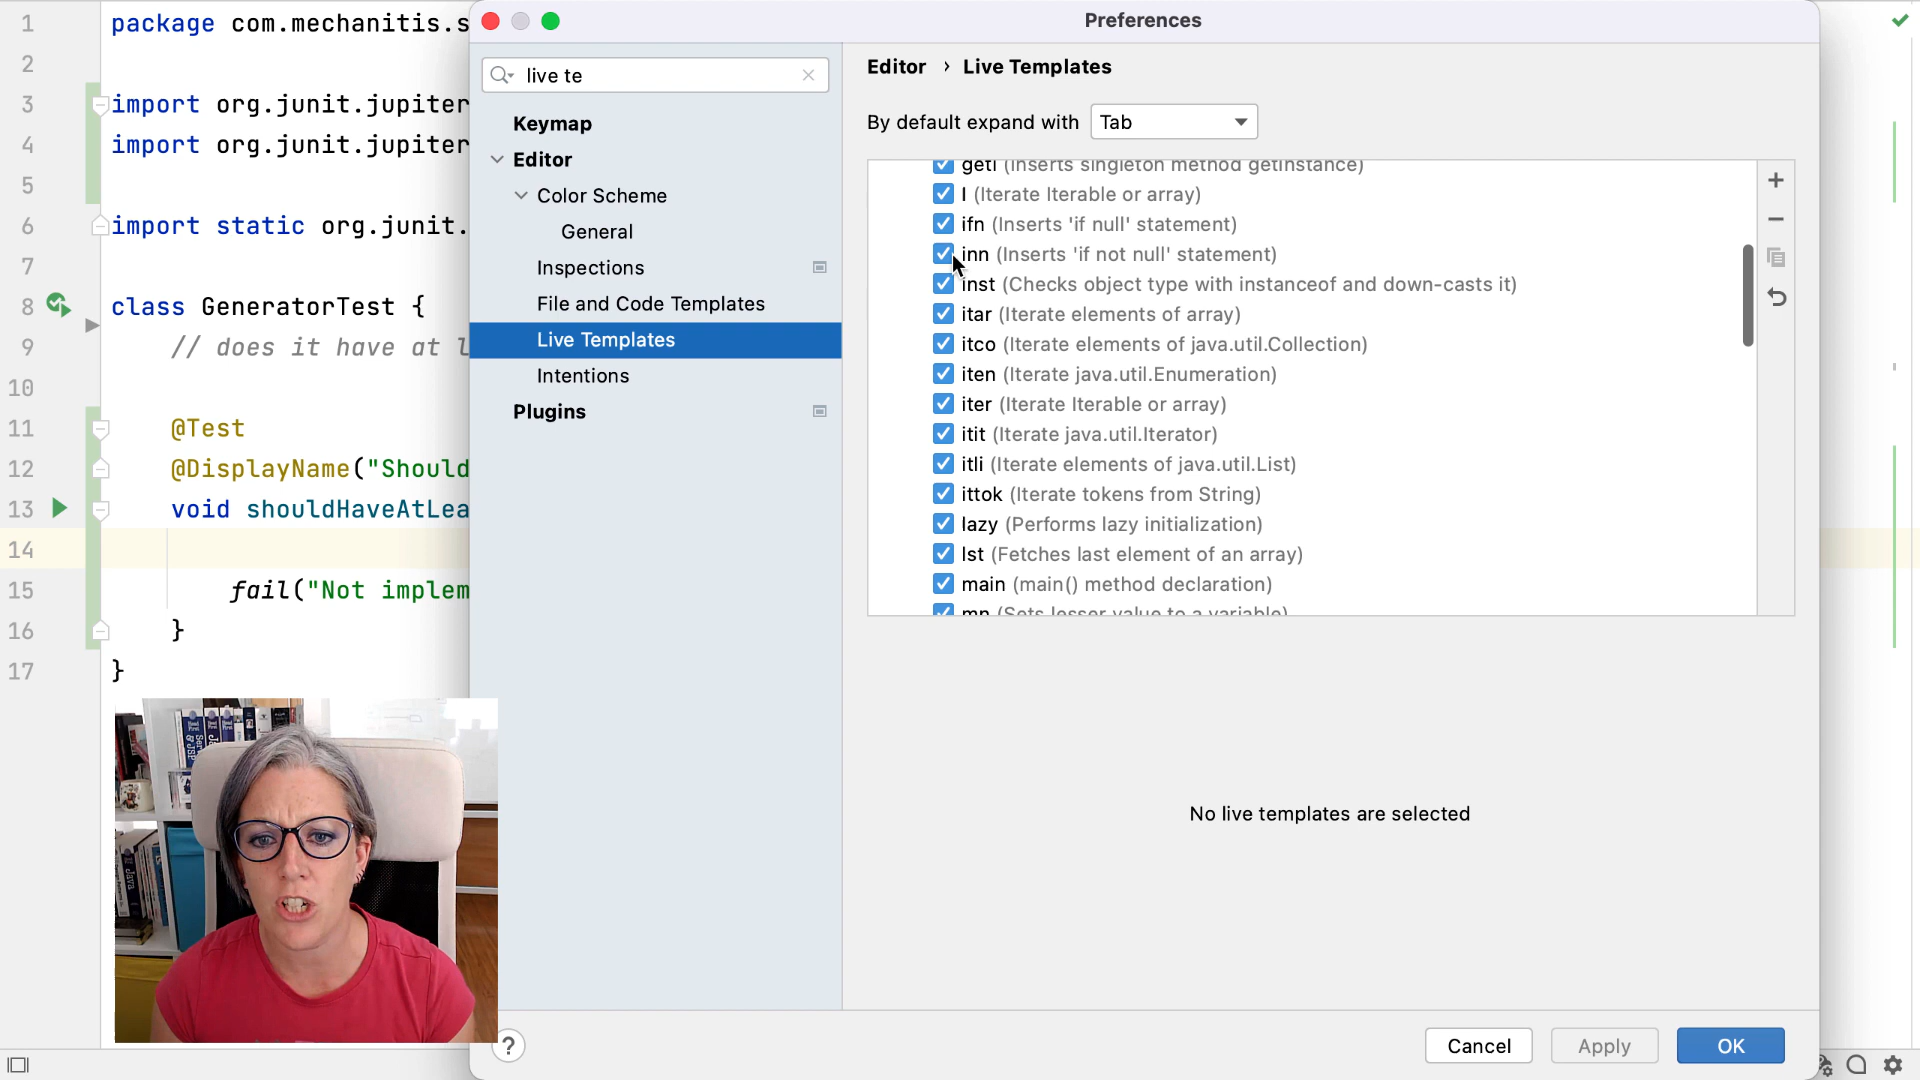 Preferences
1 package com.mechanitis.s
2
3 import org.junit.jupiter
4 import org.junit.jupiter
5
6 import static org.junit.
7
8 class GeneratorTest {
9 // does it have at l
10
11 @Test
12 @DisplayName("Should
13 void shouldHaveAtLea
14
15 fail("Not implem
16 }
17 }
live te
Keymap
Editor
Color Scheme
General
Inspections
File and Code Templates
Live Templates
Intentions
Plugins
Editor › Live Templates
By default expand with Tab
geti (Inserts singleton method getInstance)
I (Iterate Iterable or array)
ifn (Inserts 'if null' statement)
inn (Inserts 'if not null' statement)
inst (Checks object type with instanceof and down-casts it)
itar (Iterate elements of array)
itco (Iterate elements of java.util.Collection)
iten (Iterate java.util.Enumeration)
iter (Iterate Iterable or array)
itit (Iterate java.util.Iterator)
itli (Iterate elements of java.util.List)
ittok (Iterate tokens from String)
lazy (Performs lazy initialization)
lst (Fetches last element of an array)
main (main() method declaration)
mn (Sets lesser value to a variable)
No live templates are selected
?
Cancel
Apply
OK